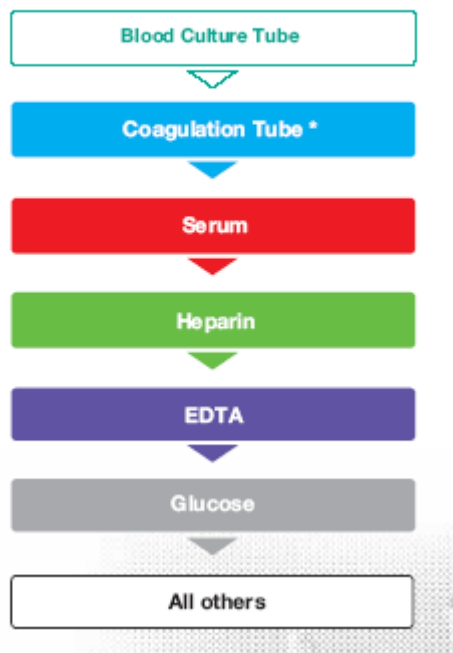 Blood Culture Tube
Coagulation Tube *
Serum
Heparin
EDTA
Glucose
All others